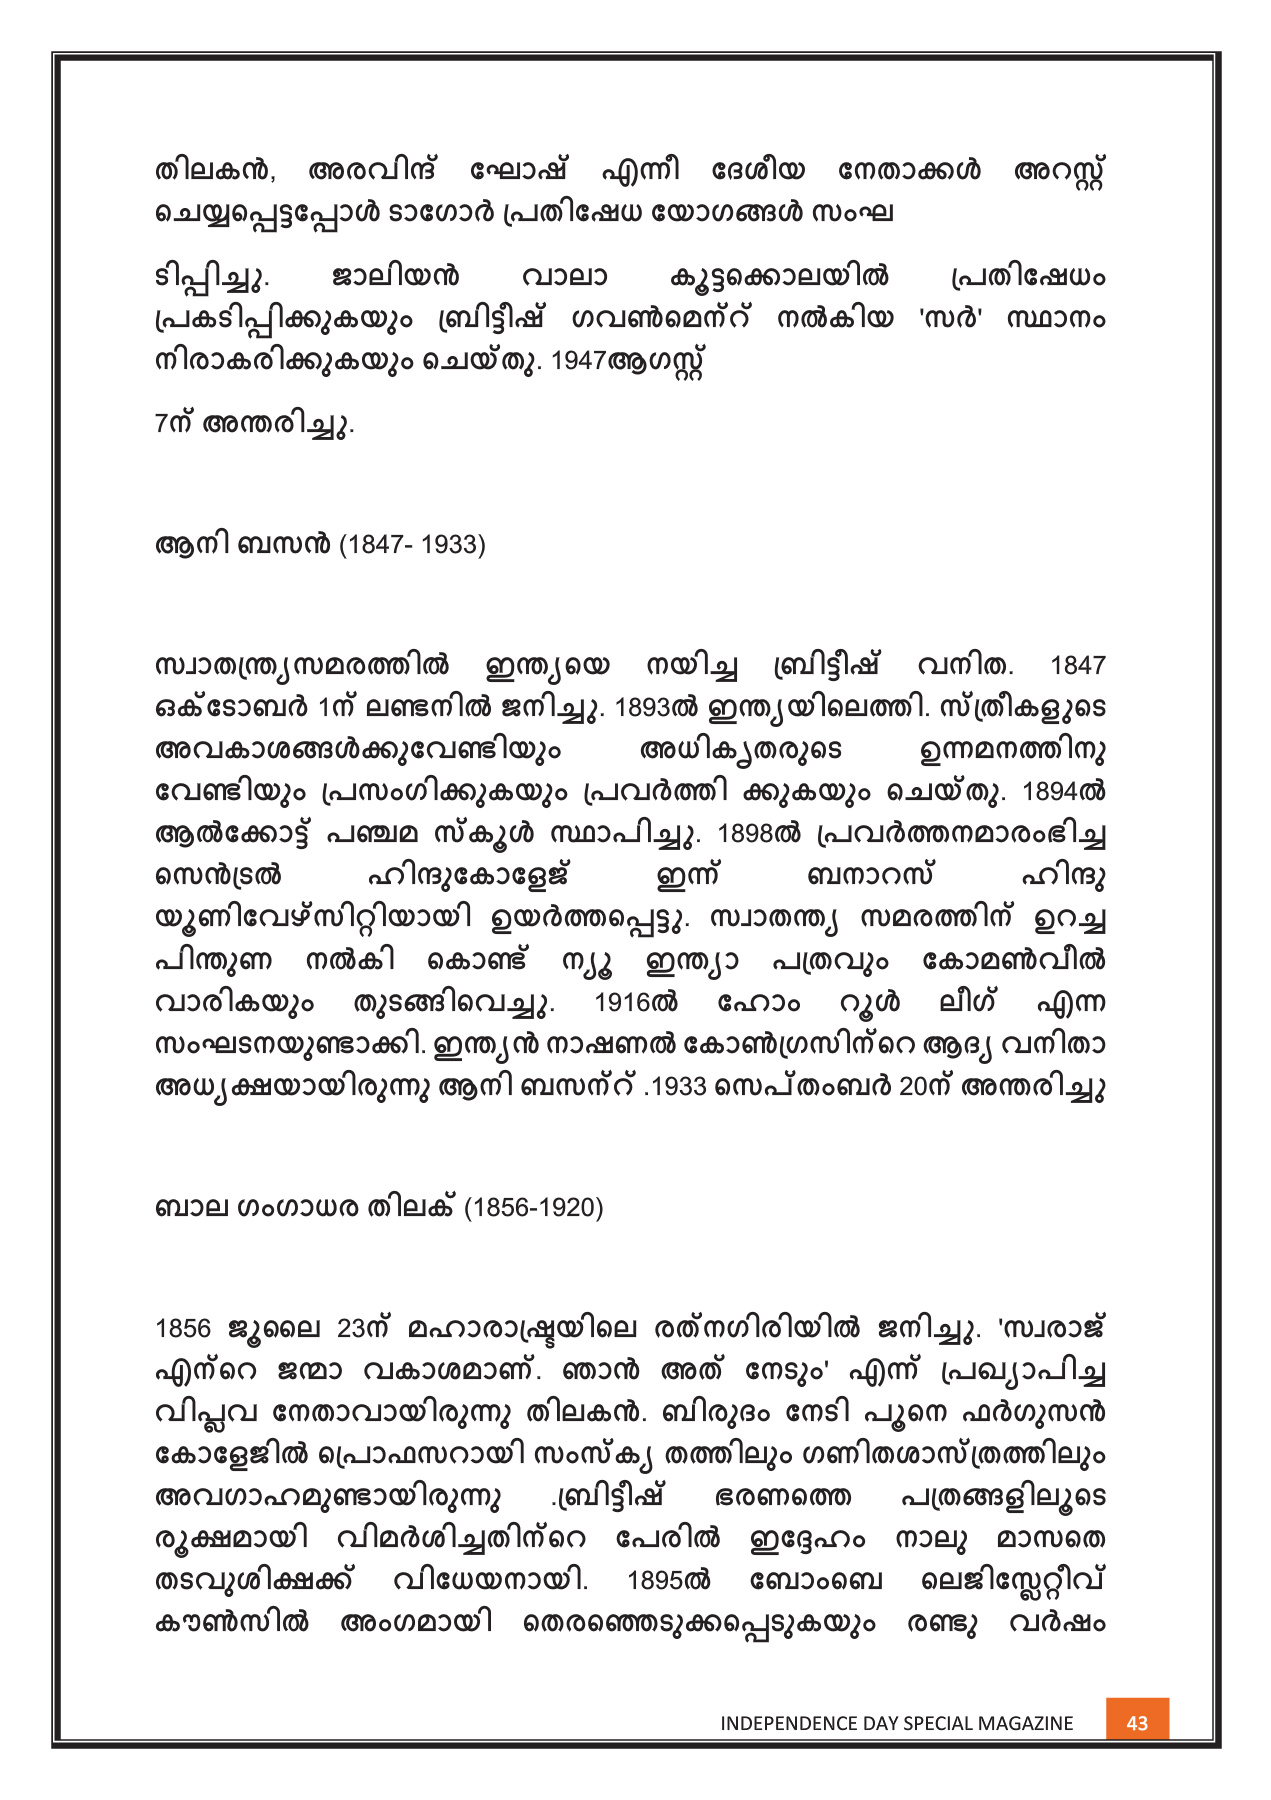 തിലകൻ, അരവിന്ദ് ഘോഷ് എന്നീ ദേശീയ നേതാക്കൾ അറസ്റ്റ്
ചെയ്യപ്പെട്ടപ്പോൾ ടാഗോർ പ്രതിഷേധ യോഗങ്ങൾ സംഘ
ടിപ്പിച്ചു. ജാലിയൻ വാലാ കൂട്ടക്കൊലയിൽ പ്രതിഷേധം
പ്രകടിപ്പിക്കുകയും ബ്രിട്ടീഷ് ഗവൺമെന്റ് നൽകിയ 'സർ' സ്ഥാനം
നിരാകരിക്കുകയും ചെയ്തു. 1947ആഗസ്റ്റ്
7ന് അന്തരിച്ചു.
ആനി ബസൻ (1847- 1933)
സ്വാതന്ത്ര്യസമരത്തിൽ ഇന്ത്യയെ നയിച്ച ബ്രിട്ടീഷ് വനിത. 1847
ഒക്ടോബർ 1ന് ലണ്ടനിൽ ജനിച്ചു. 1893ൽ ഇന്ത്യയിലെത്തി. സ്ത്രീകളുടെ
അവകാശങ്ങൾക്കുവേണ്ടിയും അധികൃതരുടെ ഉന്നമനത്തിനു
വേണ്ടിയും പ്രസംഗിക്കുകയും പ്രവർത്തി ക്കുകയും ചെയ്തു. 1894ൽ
ആൽക്കോട്ട് പഞ്ചമ സ്കൂൾ സ്ഥാപിച്ചു. 1898ൽ പ്രവർത്തനമാരംഭിച്ച
സെൻട്രൽ ഹിന്ദുകോളേജ് ഇന്ന് ബനാറസ് ഹിന്ദു
യൂണിവേഴ്സിറ്റിയായി ഉയർത്തപ്പെട്ടു. സ്വാതന്ത്യ സമരത്തിന് ഉറച്ച
പിന്തുണ നൽകി കൊണ്ട് ന്യൂ ഇന്ത്യാ പത്രവും കോമൺവീൽ
വാരികയും തുടങ്ങിവെച്ചു. 1916ൽ ഹോം റൂൾ ലീഗ് എന്ന
സംഘടനയുണ്ടാക്കി. ഇന്ത്യൻ നാഷണൽ കോൺഗ്രസിന്റെ ആദ്യ വനിതാ
അധ്യക്ഷയായിരുന്നു ആനി ബസന്റ് .1933 സെപ്തംബർ 20ന് അന്തരിച്ചു
ബാല ഗംഗാധര തിലക് (1856-1920)
1856 ജൂലൈ 23ന് മഹാരാഷ്ട്രയിലെ രത്നഗിരിയിൽ ജനിച്ചു. 'സ്വരാജ്
എന്റെ ജന്മാ വകാശമാണ്. ഞാൻ അത് നേടും' എന്ന് പ്രഖ്യാപിച്ച
വിപ്ലവ നേതാവായിരുന്നു തിലകൻ. ബിരുദം നേടി പൂനെ ഫർഗുസൻ
കോളേജിൽ പ്രൊഫസറായി സംസ്ക്യ തത്തിലും ഗണിതശാസ്ത്രത്തിലും
അവഗാഹമുണ്ടായിരുന്നു .ബ്രിട്ടീഷ് ഭരണത്തെ പത്രങ്ങളിലൂടെ
രൂക്ഷമായി വിമർശിച്ചതിന്റെ പേരിൽ ഇദ്ദേഹം നാലു മാസതെ
തടവുശിക്ഷക്ക് വിധേയനായി. 1895ൽ ബോംബെ ലെജിസ്ലേറ്റീവ്
കൗൺസിൽ അംഗമായി തെരഞ്ഞെടുക്കപ്പെടുകയും രണ്ടു വർഷം
INDEPENDENCE DAY SPECIAL MAGAZINE 43